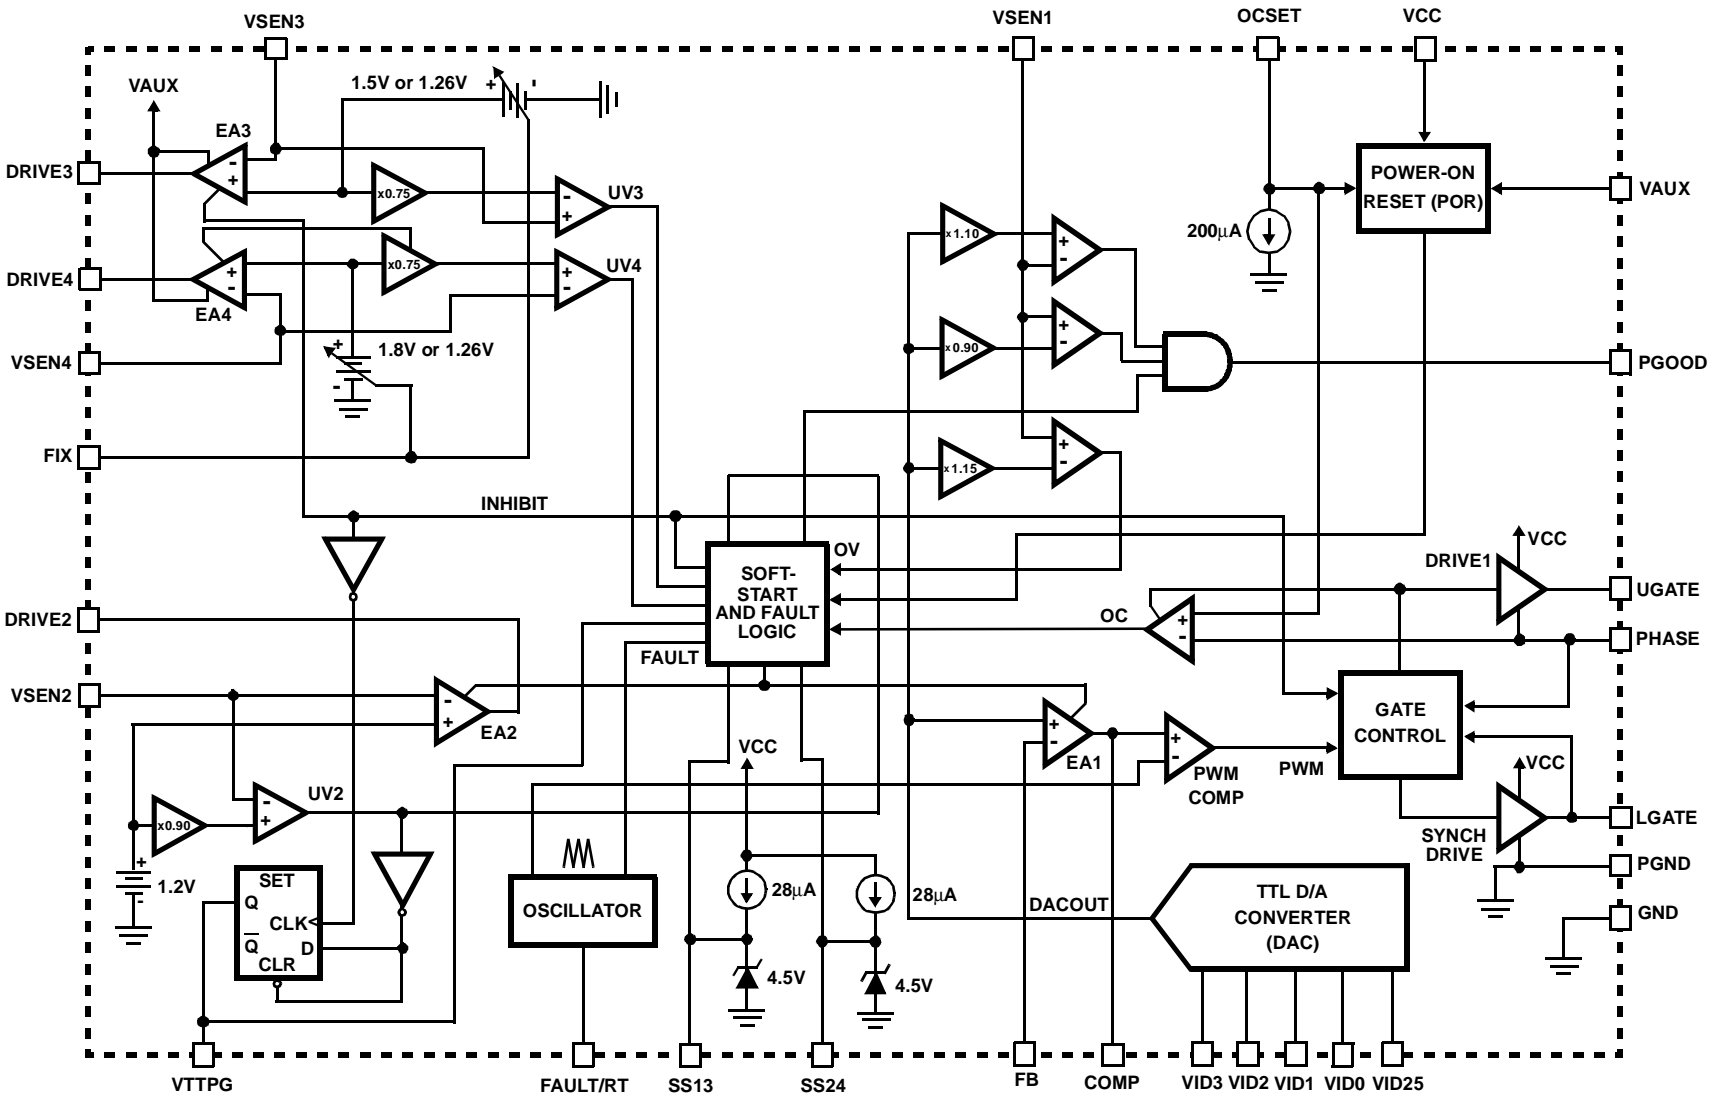 VSEN3
VSEN1
OCSET
VCC
1.5V or 1.26V
+
-
VAUX
EA3
DRIVE3
-
+
x0.75
-
+
UV3
POWER-ON
RESET (POR)
VAUX
200µA
x 1.10
+
-
DRIVE4
+
-
EA4
x0.75
+
-
UV4
x 0.90
+
-
1.8V or 1.26V
+
-
VSEN4
PGOOD
FIX
x 1.15
+
-
INHIBIT
OV
SOFT-
START
AND FAULT
LOGIC
FAULT
OC
+
-
DRIVE1
VCC
UGATE
PHASE
DRIVE2
VSEN2
-
+
EA2
+
-
EA1
+
-
PWM
COMP
PWM
GATE
CONTROL
VCC
SYNCH
DRIVE
LGATE
PGND
GND
VCC
UV2
-
+
x0.90
+
-
1.2V
SET
Q
CLK
Q
D
CLR
OSCILLATOR
28µA
28µA
4.5V
4.5V
DACOUT
TTL D/A
CONVERTER
(DAC)
VTTPG
FAULT/RT
SS13
SS24
FB
COMP
VID3
VID2
VID1
VID0
VID25